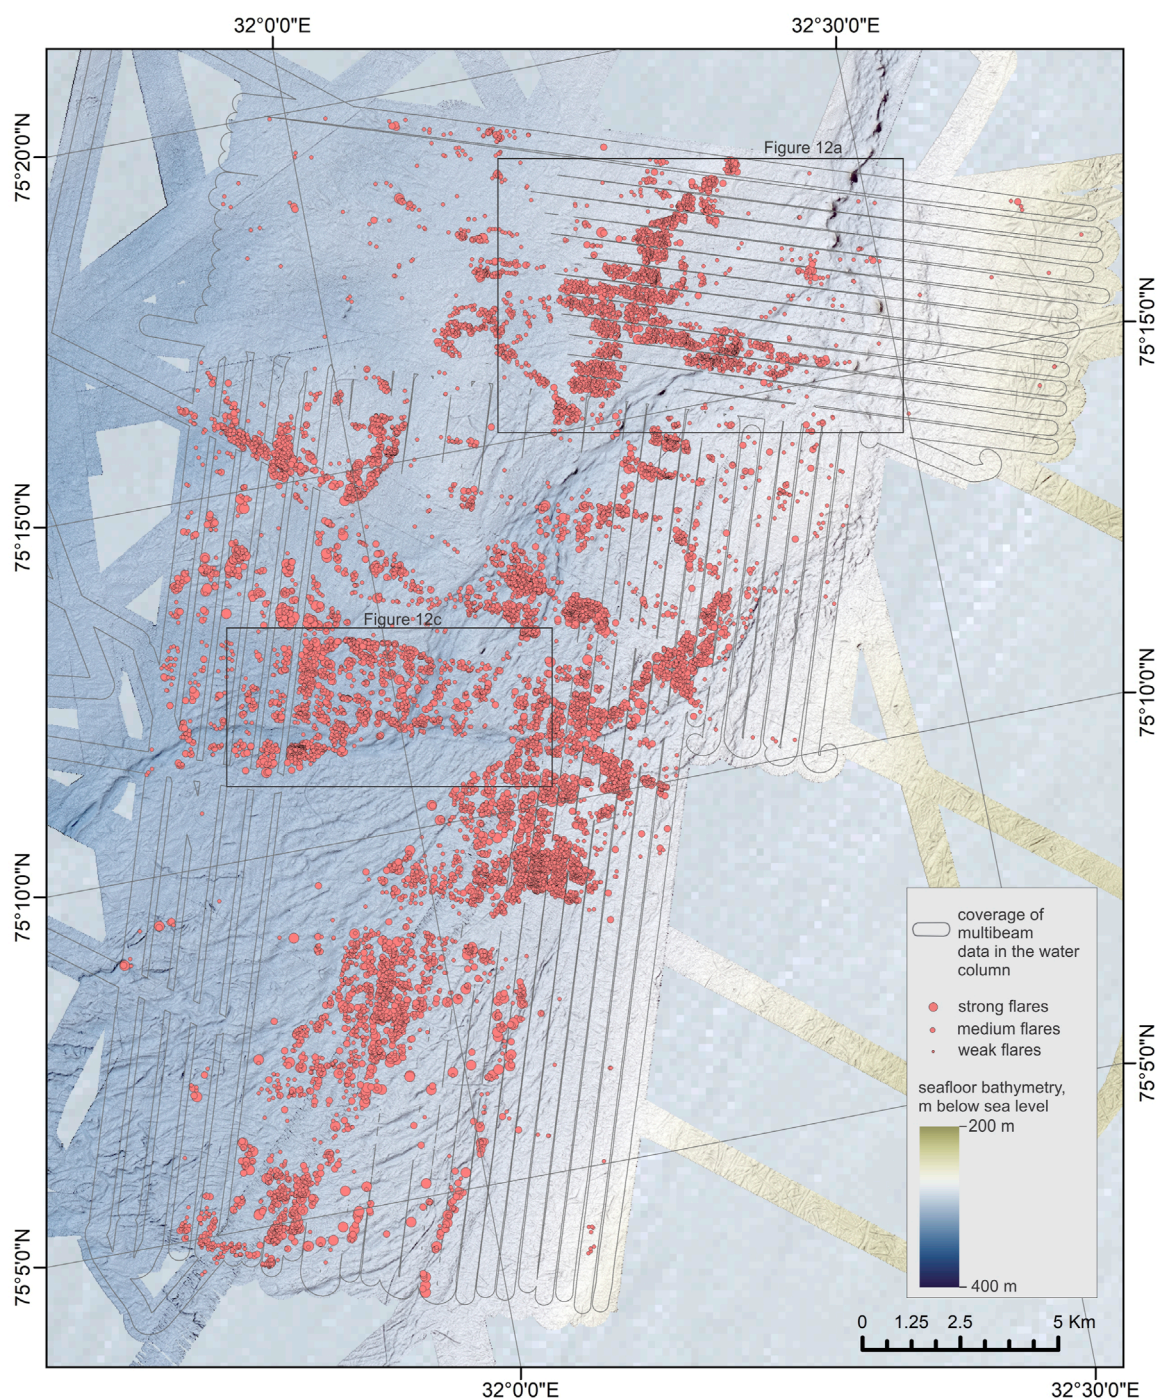 32°0'0"E
32°30'0"E
75°20'0"N
Figure 12a
75°15'0"N
75°15'0"N
Figure 12c
75°10'0"N
75°10'0"N
coverage of
multibeam
data in the water
column
strong flares
medium flares
weak flares
75°5'0"N
seafloor bathymetry,
m below sea level
200 m
400 m
75°5'0"N
0 1.25 2.5 5 Km
32°0'0"E
32°30'0"E